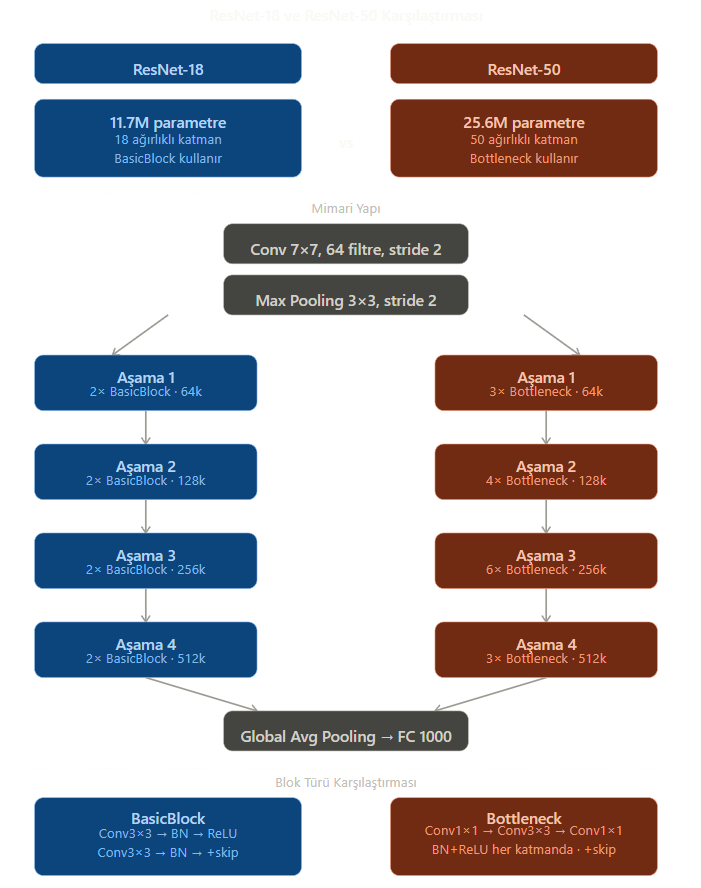 ResNet-18 ve ResNet-50 Karşılaştırması
ResNet-18
ResNet-50
11.7M parametre
18 ağırlıklı katman
BasicBlock kullanır
vs
25.6M parametre
50 ağırlıklı katman
Bottleneck kullanır
Mimari Yapı
Conv 7×7, 64 filtre, stride 2
Max Pooling 3×3, stride 2
Aşama 1
2× BasicBlock · 64k
Aşama 1
3× Bottleneck · 64k
Aşama 2
2× BasicBlock · 128k
Aşama 2
4× Bottleneck · 128k
Aşama 3
2× BasicBlock · 256k
Aşama 3
6× Bottleneck · 256k
Aşama 4
2× BasicBlock · 512k
Aşama 4
3× Bottleneck · 512k
Global Avg Pooling → FC 1000
Blok Türü Karşılaştırması
BasicBlock
Conv3×3 → BN → ReLU
Conv3×3 → BN → +skip
Bottleneck
Conv1×1 → Conv3×3 → Conv1×1
BN+ReLU her katmanda · +skip